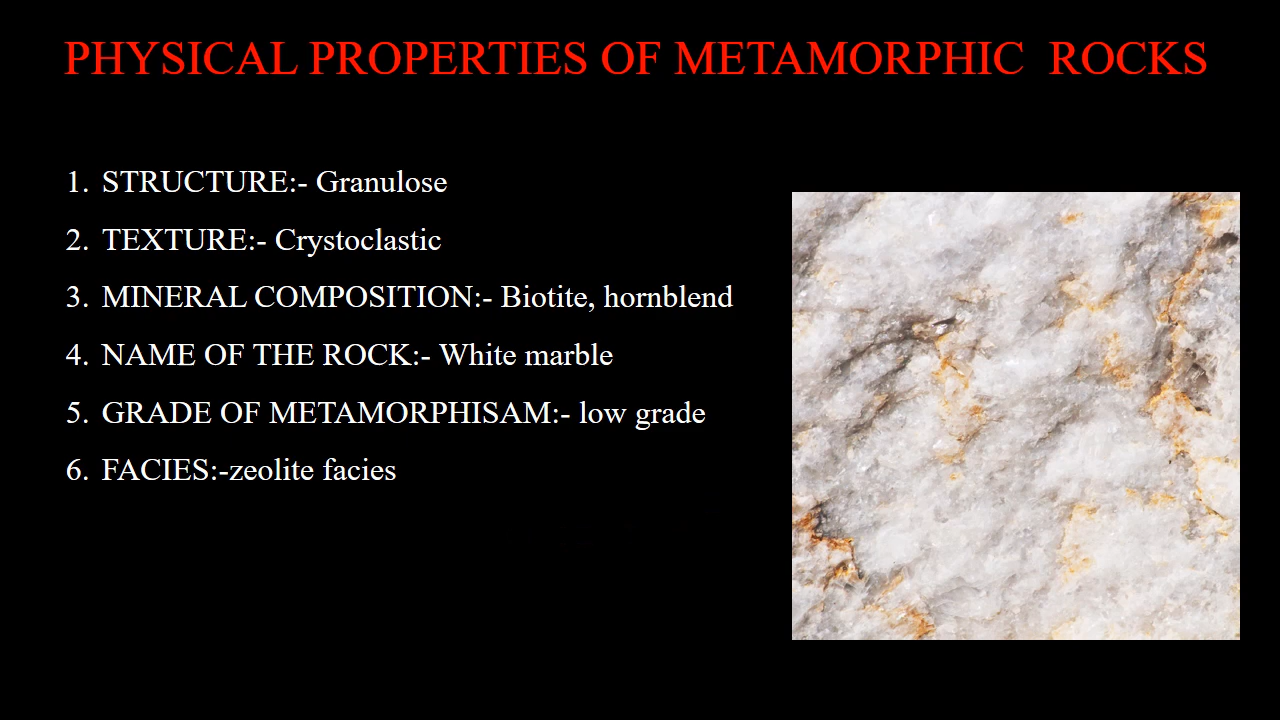 PHYSICAL PROPERTIES OF METAMORPHIC  ROCKS
1. STRUCTURE:- Granulose
2. TEXTURE:- Crystoclastic
3. MINERAL COMPOSITION:- Biotite, hornblend
4. NAME OF THE ROCK:- White marble
5. GRADE OF METAMORPHISAM:- low grade
6. FACIES:-zeolite facies